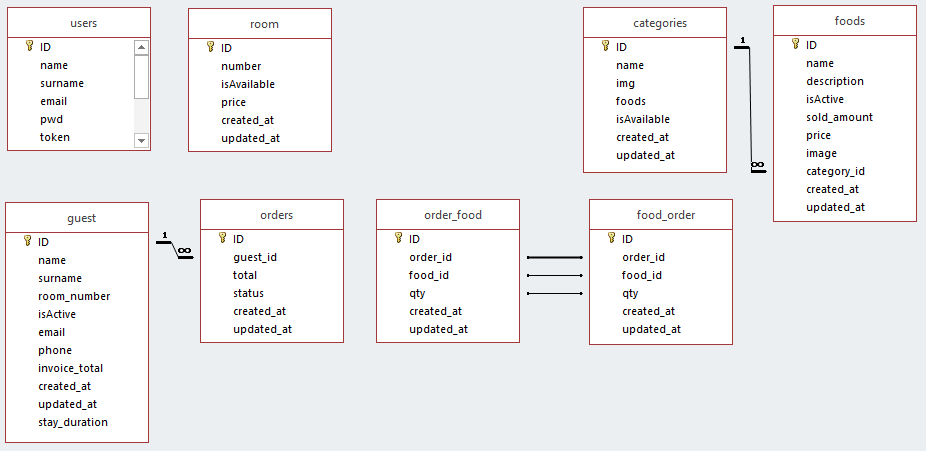 users
ID
name
surname
email
pwd
token
room
ID
number
isAvailable
price
created_at
updated_at
categories
ID
name
img
foods
isAvailable
created_at
updated_at
1
∞
foods
ID
name
description
isActive
sold_amount
price
image
category_id
created_at
updated_at
guest
ID
name
surname
room_number
isActive
email
phone
invoice_total
created_at
updated_at
stay_duration
1
∞
orders
ID
guest_id
total
status
created_at
updated_at
order_food
ID
order_id
food_id
qty
created_at
updated_at
food_order
ID
order_id
food_id
qty
created_at
updated_at